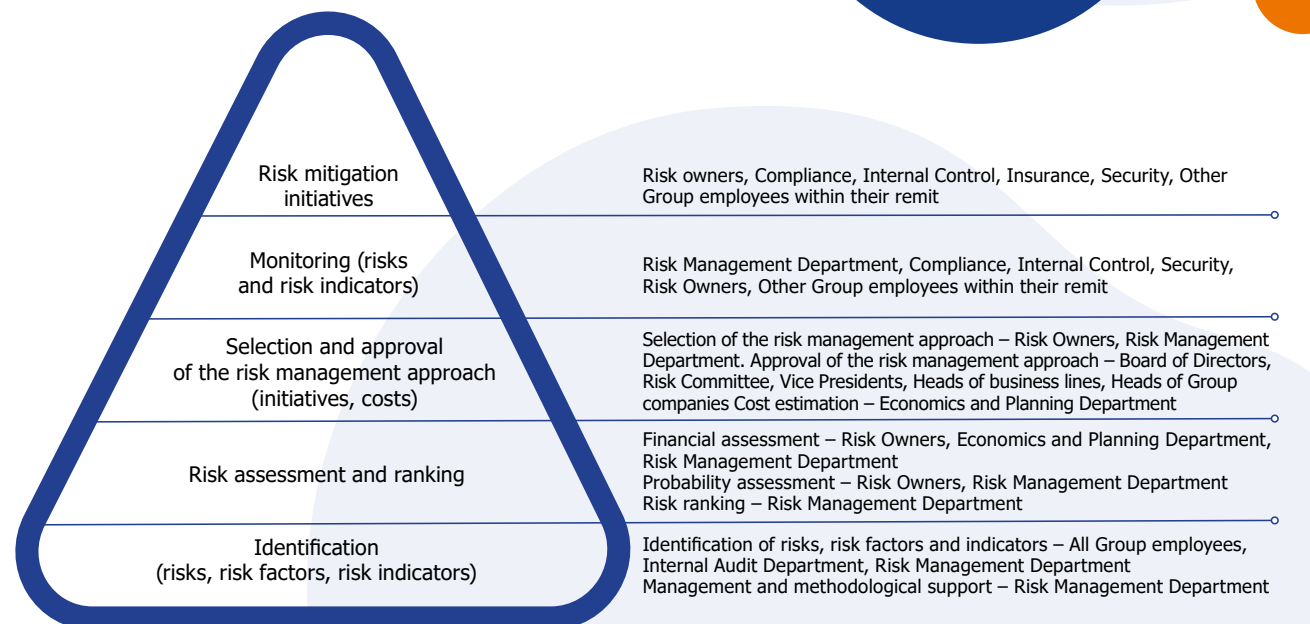 Risk mitigation
initiatives
Risk owners, Compliance, Internal Control, Insurance, Security, Other
Group employees within their remit
Monitoring (risks
and risk indicators)
Risk Management Department, Compliance, Internal Control, Security,
Risk Owners, Other Group employees within their remit
Selection and approval
of the risk management approach
(initiatives, costs)
Selection of the risk management approach – Risk Owners, Risk Management
Department. Approval of the risk management approach – Board of Directors,
Risk Committee, Vice Presidents, Heads of business lines, Heads of Group
companies Cost estimation – Economics and Planning Department
Risk assessment and ranking
Financial assessment – Risk Owners, Economics and Planning Department,
Risk Management Department
Probability assessment – Risk Owners, Risk Management Department
Risk ranking – Risk Management Department
Identification
(risks, risk factors, risk indicators)
Identification of risks, risk factors and indicators – All Group employees,
Internal Audit Department, Risk Management Department
Management and methodological support – Risk Management Department